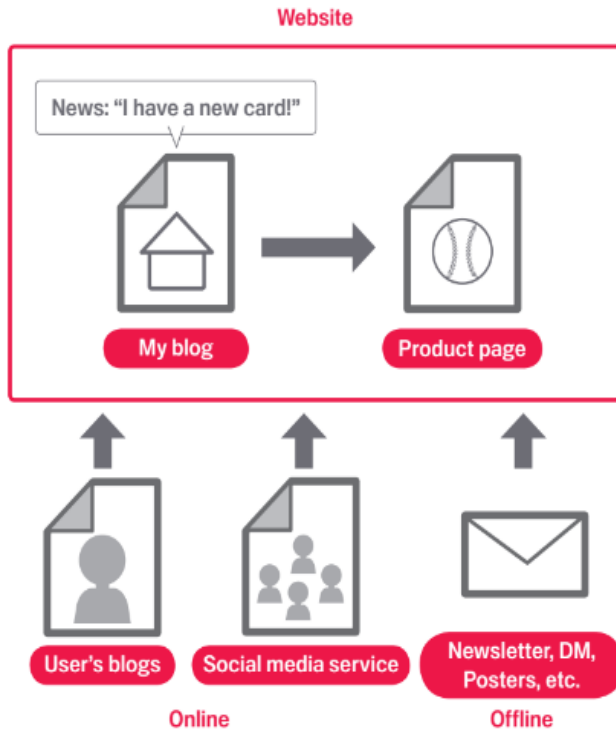 Website
News: “I have a new card!”
My blog
Product page
User's blogs
Social media service
Newsletter, DM,
Posters, etc.
Online
Offline